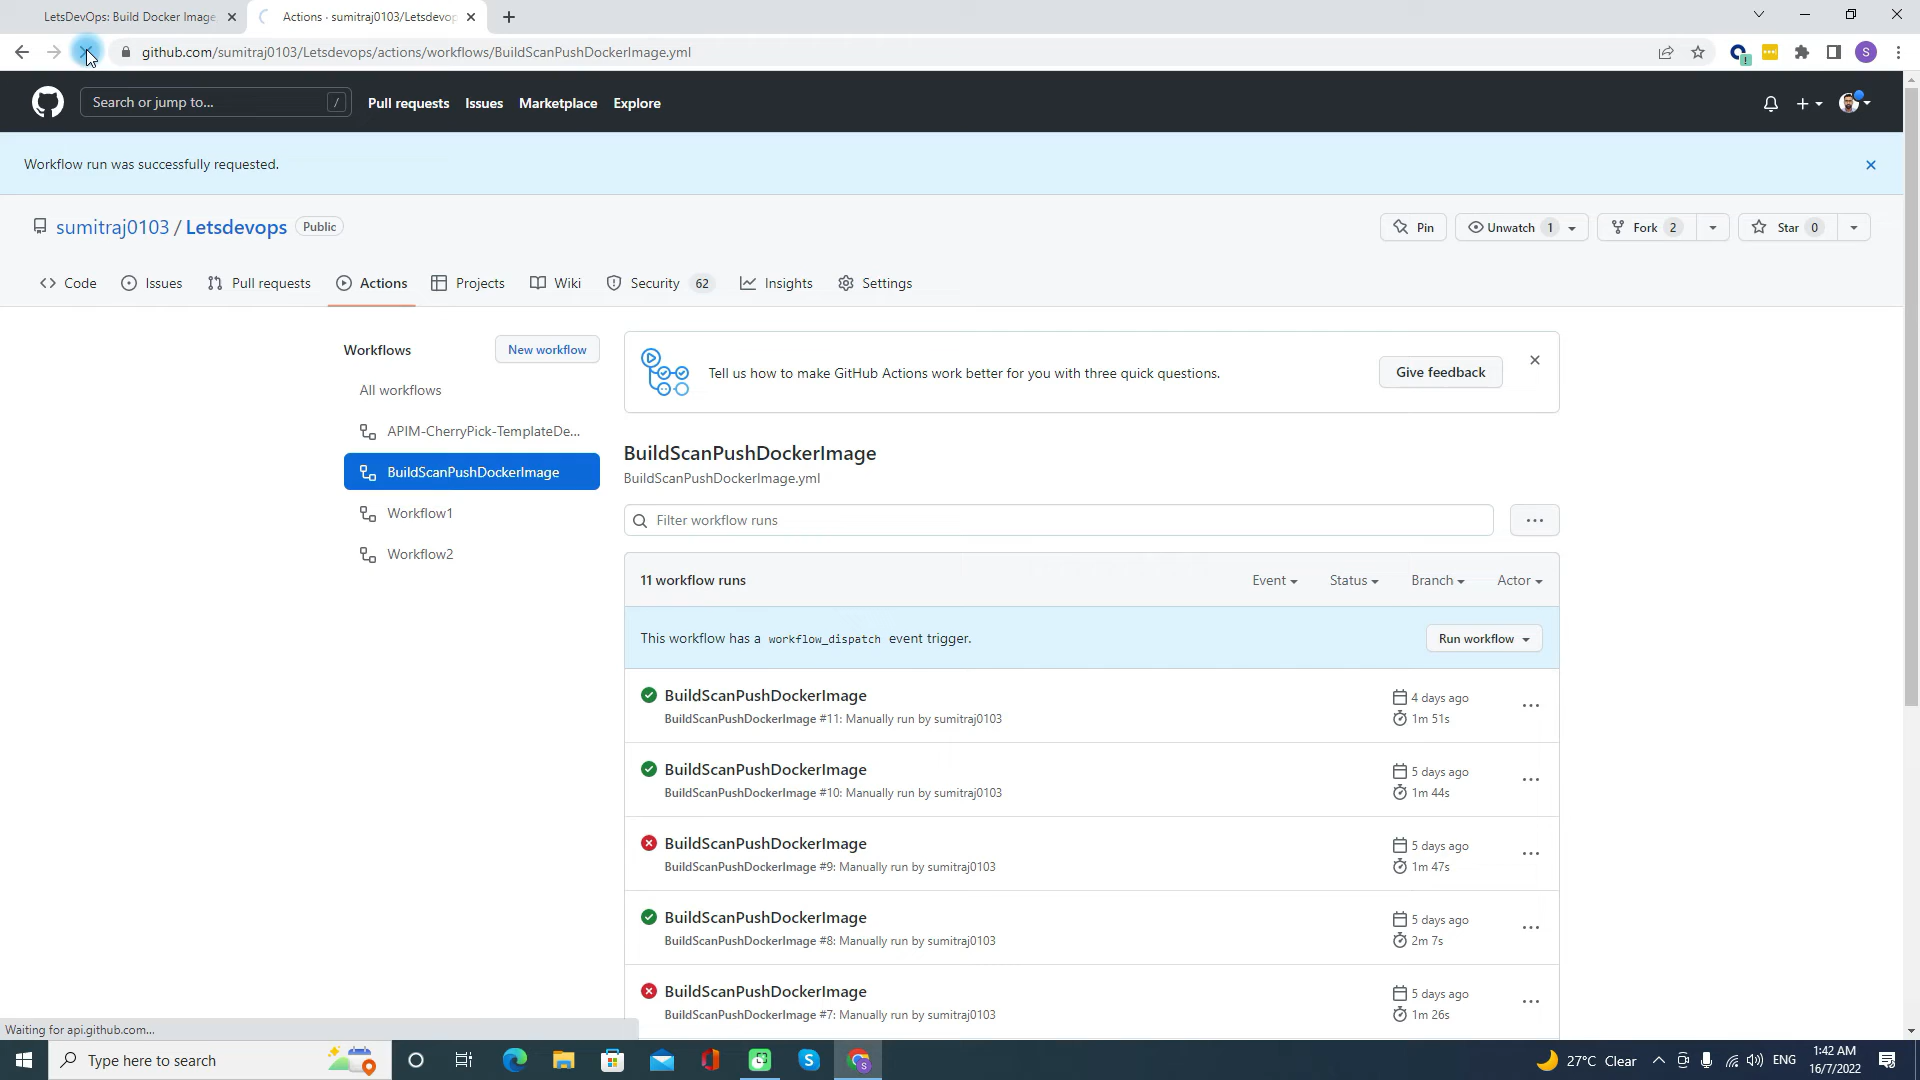 LetsDevOps: Build Docker Image
Actions · sumitraj0103/Letsdevop
github.com/sumitraj0103/Letsdevops/actions/workflows/BuildScanPushDockerImage.yml
S
Search or jump to...
/
Pull requests
Issues
Marketplace
Explore
Workflow run was successfully requested.
sumitraj0103 / Letsdevops
Public
Pin
Unwatch 1
Fork 2
Star 0
Code
Issues
Pull requests
Actions
Projects
Wiki
Security 62
Insights
Settings
Workflows
New workflow
All workflows
APIM-CherryPick-TemplateDe...
BuildScanPushDockerImage
Workflow1
Workflow2
Tell us how to make GitHub Actions work better for you with three quick questions.
Give feedback
BuildScanPushDockerImage
BuildScanPushDockerImage.yml
Filter workflow runs
11 workflow runs
Event
Status
Branch
Actor
This workflow has a workflow_dispatch event trigger.
Run workflow
BuildScanPushDockerImage
BuildScanPushDockerImage #11: Manually run by sumitraj0103
4 days ago
1m 51s
BuildScanPushDockerImage
BuildScanPushDockerImage #10: Manually run by sumitraj0103
5 days ago
1m 44s
BuildScanPushDockerImage
BuildScanPushDockerImage #9: Manually run by sumitraj0103
5 days ago
1m 47s
BuildScanPushDockerImage
BuildScanPushDockerImage #8: Manually run by sumitraj0103
5 days ago
2m 7s
BuildScanPushDockerImage
BuildScanPushDockerImage #7: Manually run by sumitraj0103
5 days ago
1m 26s
Waiting for api.github.com...
Type here to search
27°C Clear
ENG
1:42 AM
16/7/2022